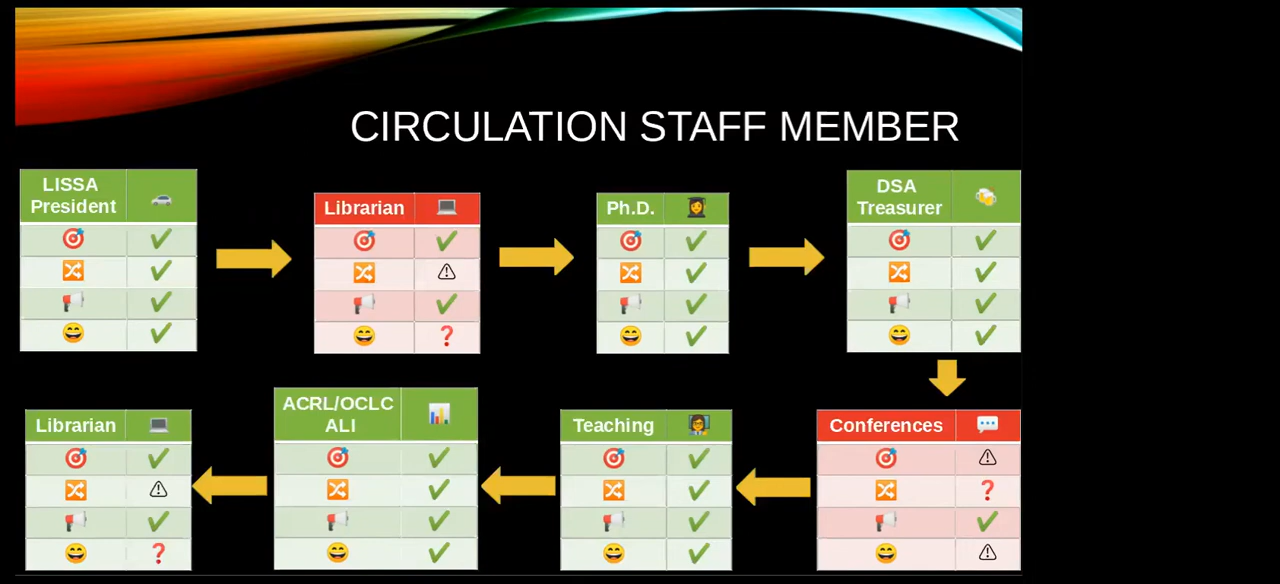 CIRCULATION STAFF MEMBER
LISSA
President
Librarian
Ph.D.
DSA
Treasurer
Librarian
ACRL/OCLC
ALI
Teaching
Conferences